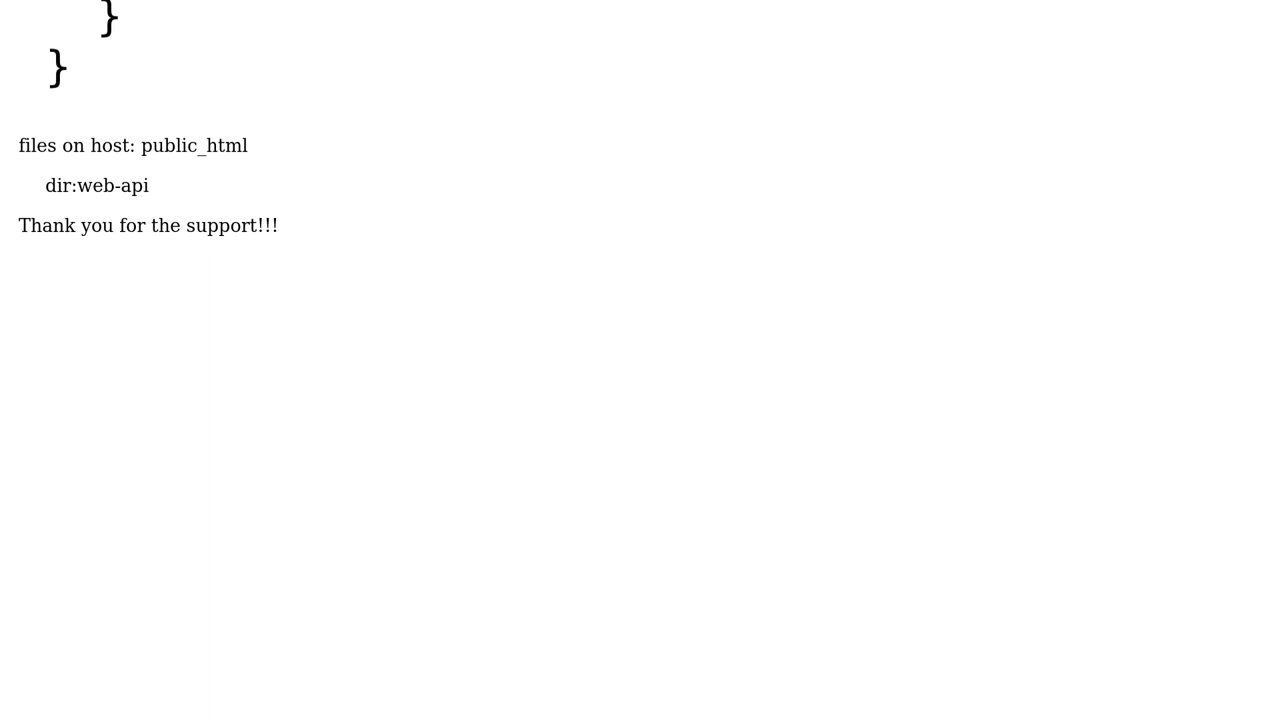 }
}
files on host: public_html
dir:web-api
Thank you for the support!!!